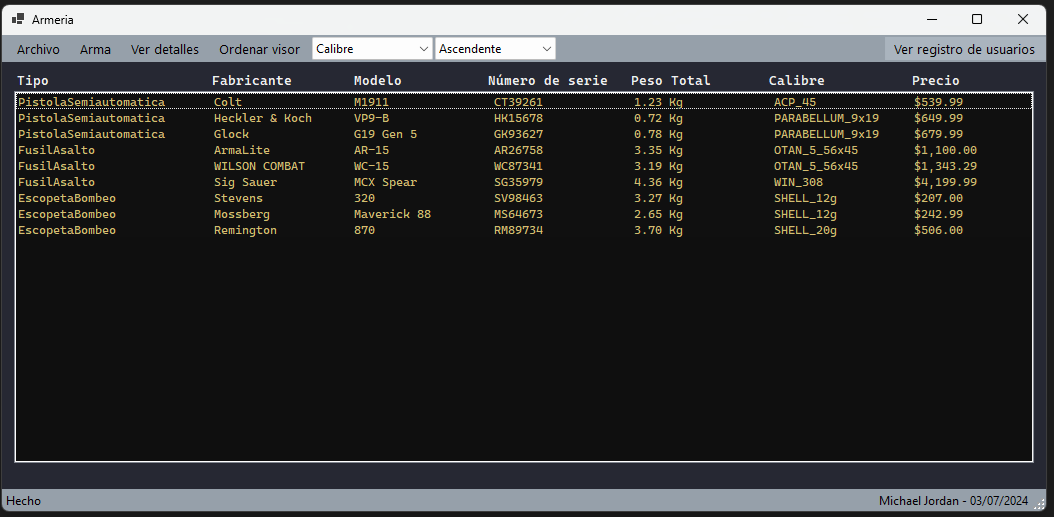 Armeria
Archivo Arma Ver detalles Ordenar visor Calibre Ascendente Ver registro de usuarios
Tipo Fabricante Modelo Número de serie Peso Total Calibre Precio
PistolaSemiautomatica Colt M1911 CT39261 1.23 Kg ACP_45 $539.99
PistolaSemiautomatica Heckler & Koch VP9-B HK15678 0.72 Kg PARABELLUM_9x19 $649.99
PistolaSemiautomatica Glock G19 Gen 5 GK93627 0.78 Kg PARABELLUM_9x19 $679.99
FusilAsalto ArmaLite AR-15 AR26758 3.35 Kg OTAN_5_56x45 $1,100.00
FusilAsalto WILSON COMBAT WC-15 WC87341 3.19 Kg OTAN_5_56x45 $1,343.29
FusilAsalto Sig Sauer MCX Spear SG35979 4.36 Kg WIN_308 $4,199.99
EscopetaBombeo Stevens 320 SV98463 3.27 Kg SHELL_12g $207.00
EscopetaBombeo Mossberg Maverick 88 MS64673 2.65 Kg SHELL_12g $242.99
EscopetaBombeo Remington 870 RM89734 3.70 Kg SHELL_20g $506.00
Hecho Michael Jordan - 03/07/2024